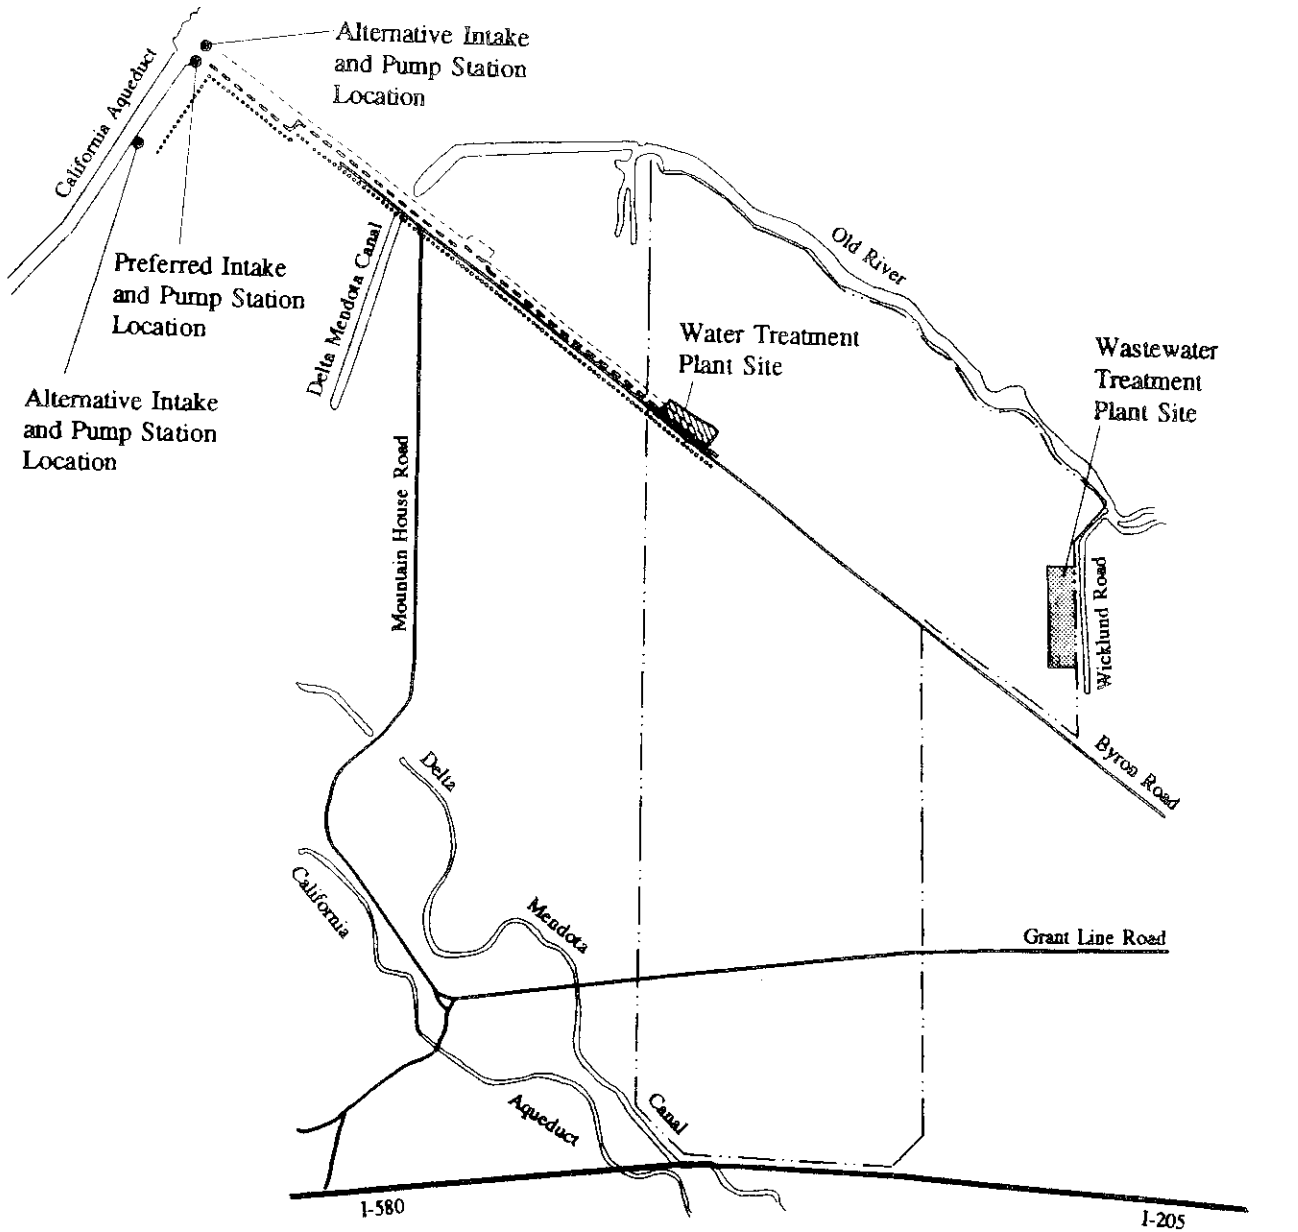 Alternative Intake
and Pump Station
Location
California Aqueduct
Preferred Intake
and Pump Station
Location
Alternative Intake
and Pump Station
Location
Delta Mendota Canal
Old River
Water Treatment
Plant Site
Wastewater
Treatment
Plant Site
Mountain House Road
Wicklund Road
Byron Road
Delta
Mendota
Canal
California
Aqueduct
Grant Line Road
I-580
I-205